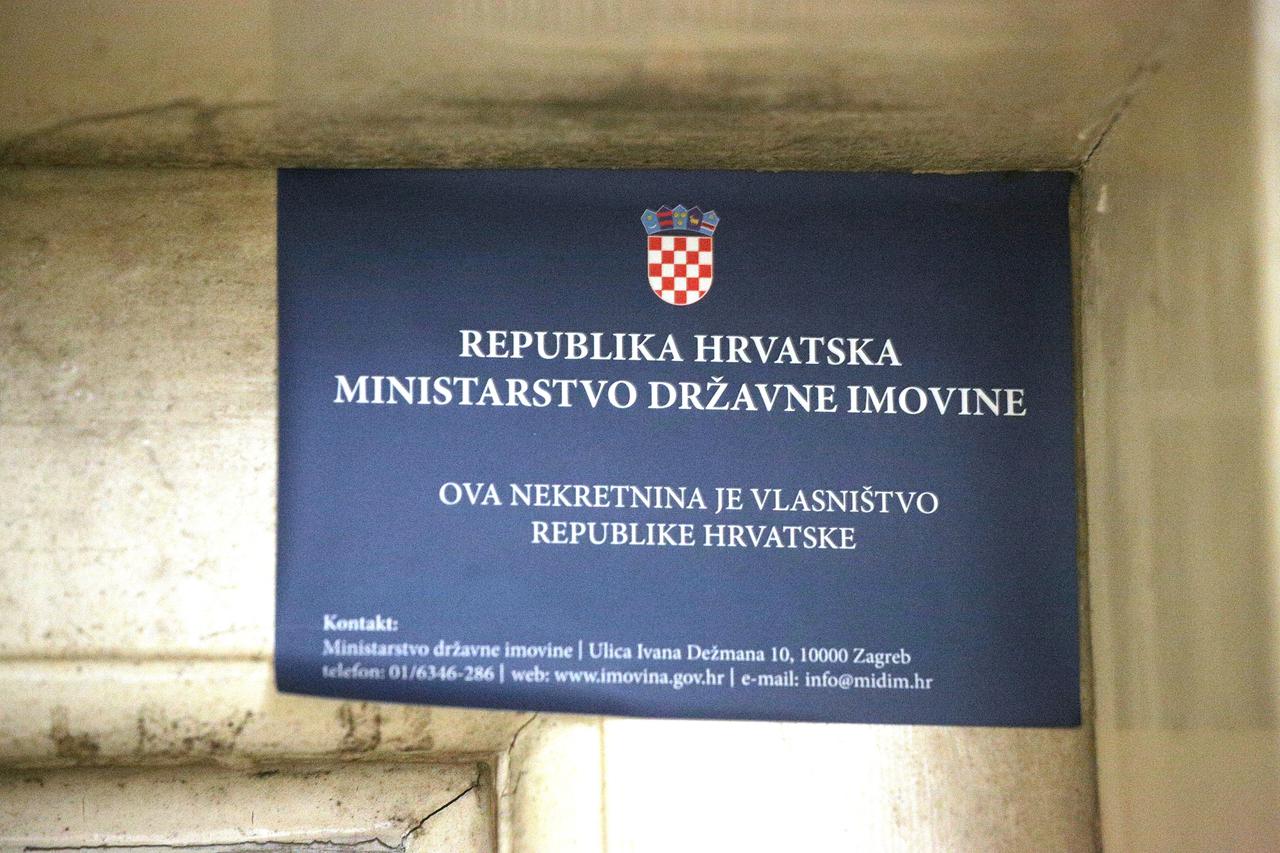 REPUBLIKA HRVATSKA
MINISTARSTVO DRŽAVNE IMOVINE
OVA NEKRETNINA JE VLASNIŠTVO
REPUBLIKE HRVATSKE
Kontakt:
Ministarstvo državne imovine | Ulica Ivana Dežmana 10, 10000 Zagreb
telefon: 01/6346-286 | web: www.imovina.gov.hr | e-mail: info@midim.hr